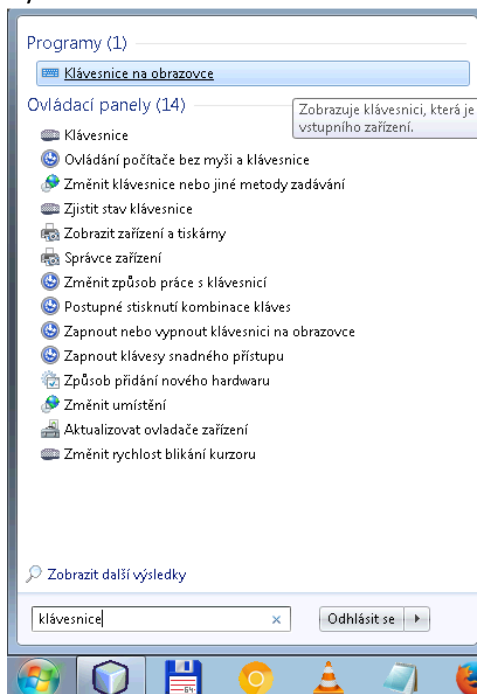 Programy (1)
Klávesnice na obrazovce
Ovládací panely (14)
Zobrazuje klávesnici, která je
vstupního zařízení.
Klávesnice
Ovládání počítače bez myši a klávesnice
Změnit klávesnice nebo jiné metody zadávání
Zjistit stav klávesnice
Zobrazit zařízení a tiskárny
Správce zařízení
Změnit způsob práce s klávesnicí
Postupné stisknutí kombinace kláves
Zapnout nebo vypnout klávesnici na obrazovce
Zapnout klávesy snadného přístupu
Způsob přidání nového hardwaru
Změnit umístění
Aktualizovat ovladače zařízení
Změnit rychlost blikání kurzoru
Zobrazit další výsledky
klávesnice
Odhlásit se
64